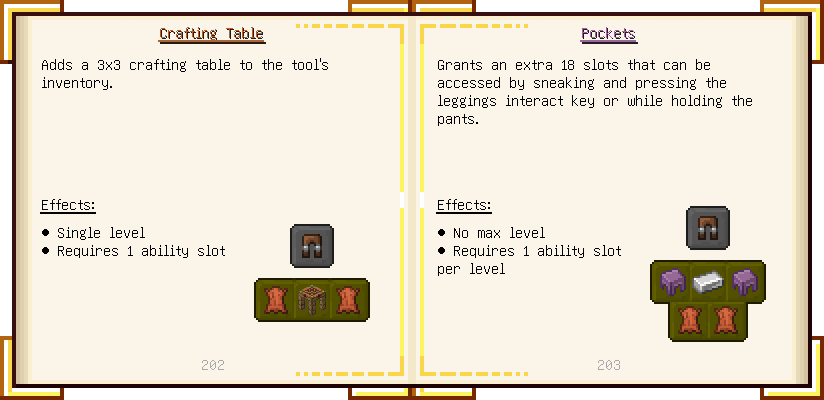 Crafting Table
Adds a 3x3 crafting table to the tool's
inventory.
Effects:
● Single level
● Requires 1 ability slot
202
Pockets
Grants an extra 18 slots that can be
accessed by sneaking and pressing the
leggings interact key or while holding the
pants.
Effects:
● No max level
● Requires 1 ability slot
per level
203